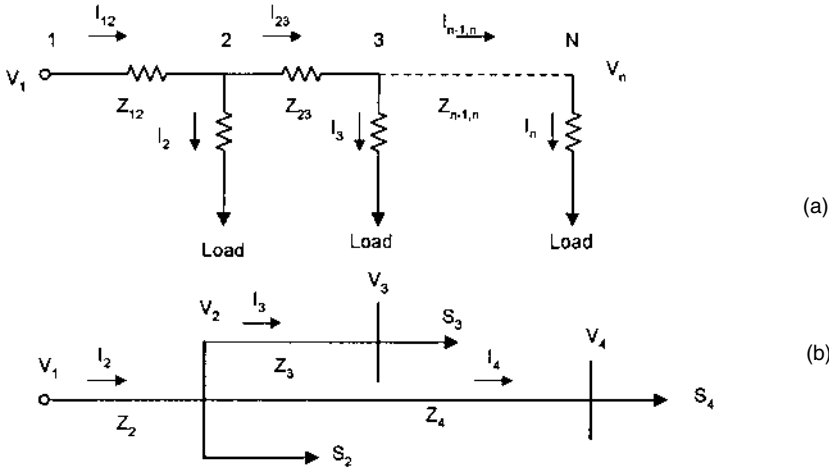 I12 I23 In-1,n
1 2 3 N
V1 Vn
Z12 Z23 Zn-1,n
I2 I3 In
(a)
Load Load Load
V3
V2 I3 S3 V4
V1 I2 I4 (b)
Z3
Z2 Z4 S4
S2